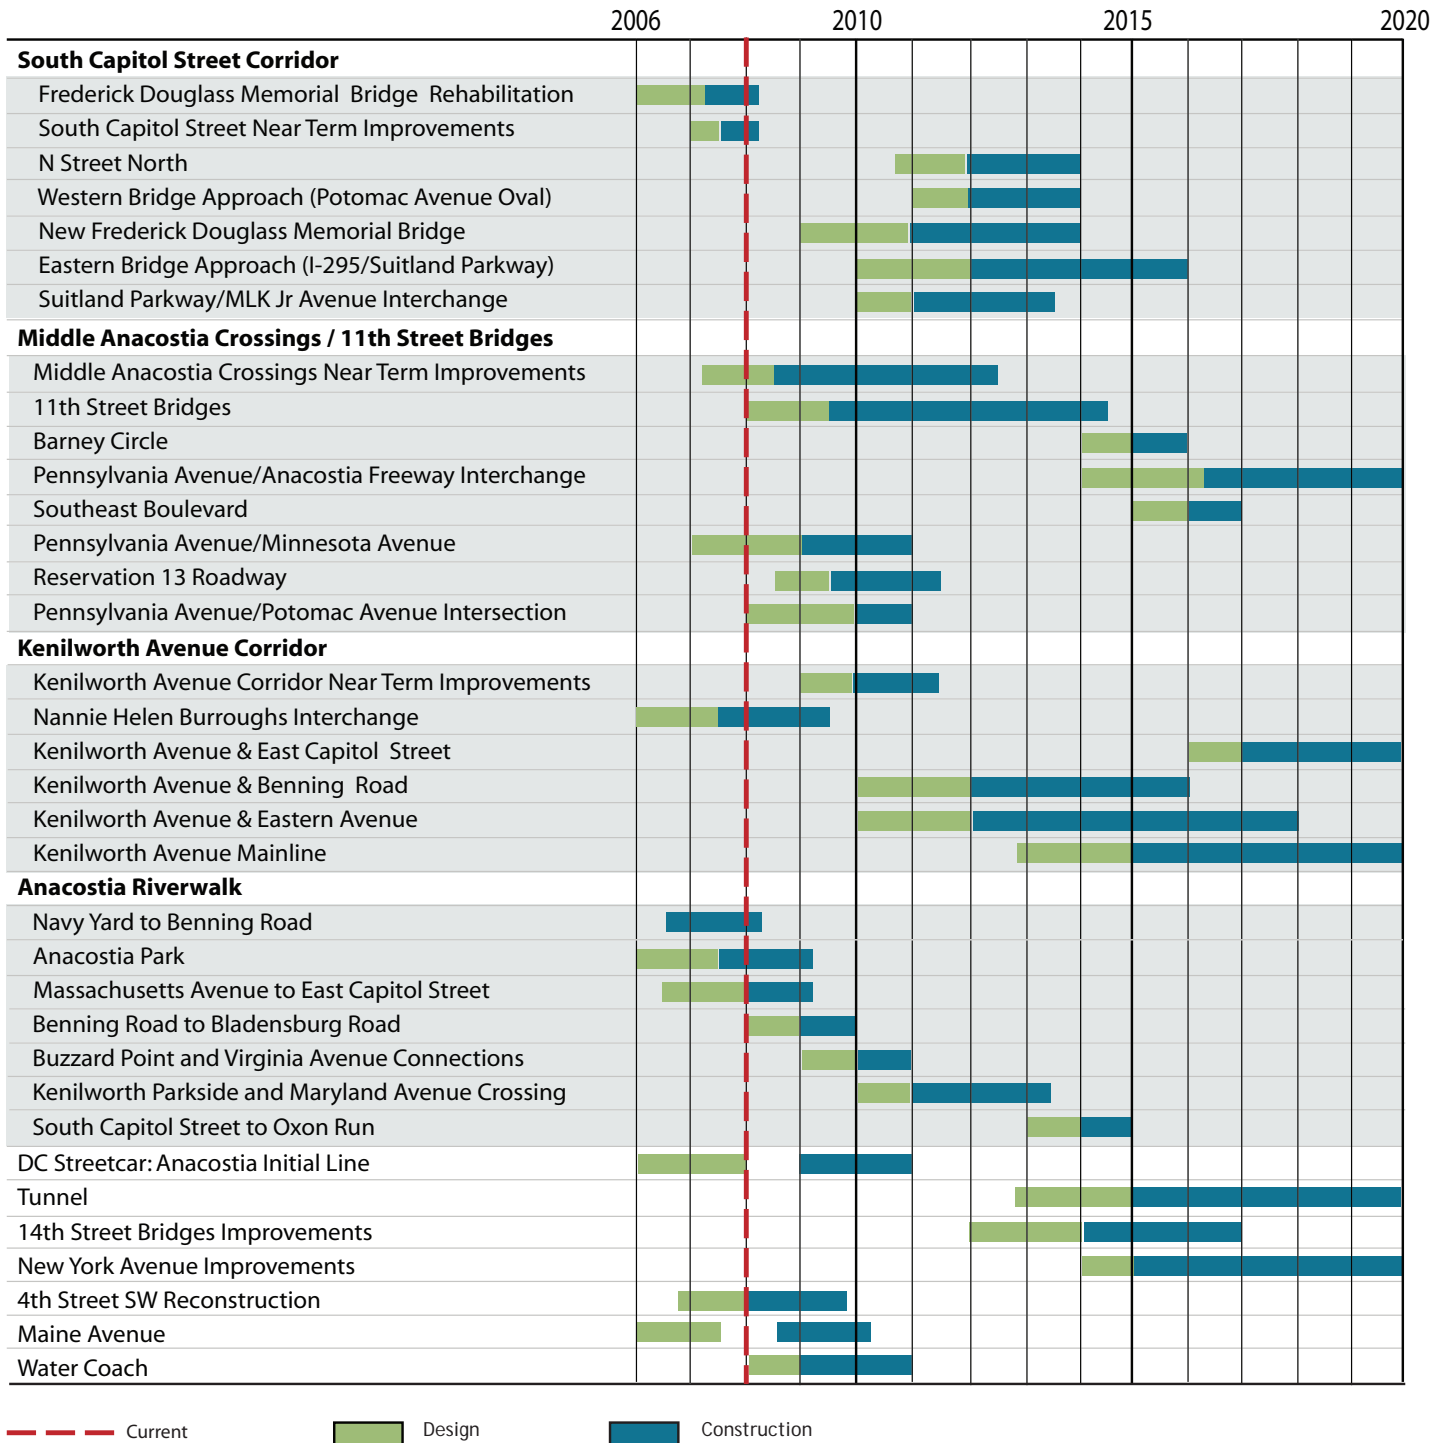 2006 2010 2015 2020
South Capitol Street Corridor
Frederick Douglass Memorial Bridge Rehabilitation
South Capitol Street Near Term Improvements
N Street North
Western Bridge Approach (Potomac Avenue Oval)
New Frederick Douglass Memorial Bridge
Eastern Bridge Approach (I-295/Suitland Parkway)
Suitland Parkway/MLK Jr Avenue Interchange
Middle Anacostia Crossings / 11th Street Bridges
Middle Anacostia Crossings Near Term Improvements
11th Street Bridges
Barney Circle
Pennsylvania Avenue/Anacostia Freeway Interchange
Southeast Boulevard
Pennsylvania Avenue/Minnesota Avenue
Reservation 13 Roadway
Pennsylvania Avenue/Potomac Avenue Intersection
Kenilworth Avenue Corridor
Kenilworth Avenue Corridor Near Term Improvements
Nannie Helen Burroughs Interchange
Kenilworth Avenue & East Capitol Street
Kenilworth Avenue & Benning Road
Kenilworth Avenue & Eastern Avenue
Kenilworth Avenue Mainline
Anacostia Riverwalk
Navy Yard to Benning Road
Anacostia Park
Massachusetts Avenue to East Capitol Street
Benning Road to Bladensburg Road
Buzzard Point and Virginia Avenue Connections
Kenilworth Parkside and Maryland Avenue Crossing
South Capitol Street to Oxon Run
DC Streetcar: Anacostia Initial Line
Tunnel
14th Street Bridges Improvements
New York Avenue Improvements
4th Street SW Reconstruction
Maine Avenue
Water Coach
Current Design Construction